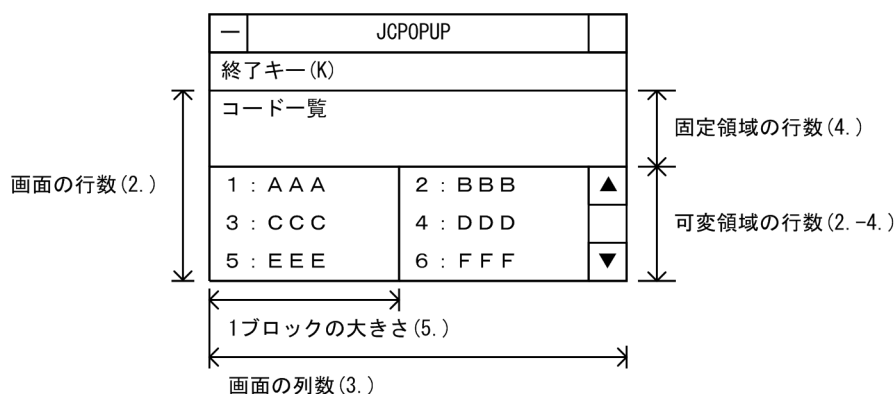 JCPOPUP
終了キー(K)
コード一覧
固定領域の行数(4.)
画面の行数(2.)
1:AAA
2:BBB
▲
3:CCC
4:DDD
可変領域の行数(2.-4.)
5:EEE
6:FFF
▼
1ブロックの大きさ(5.)
画面の列数(3.)